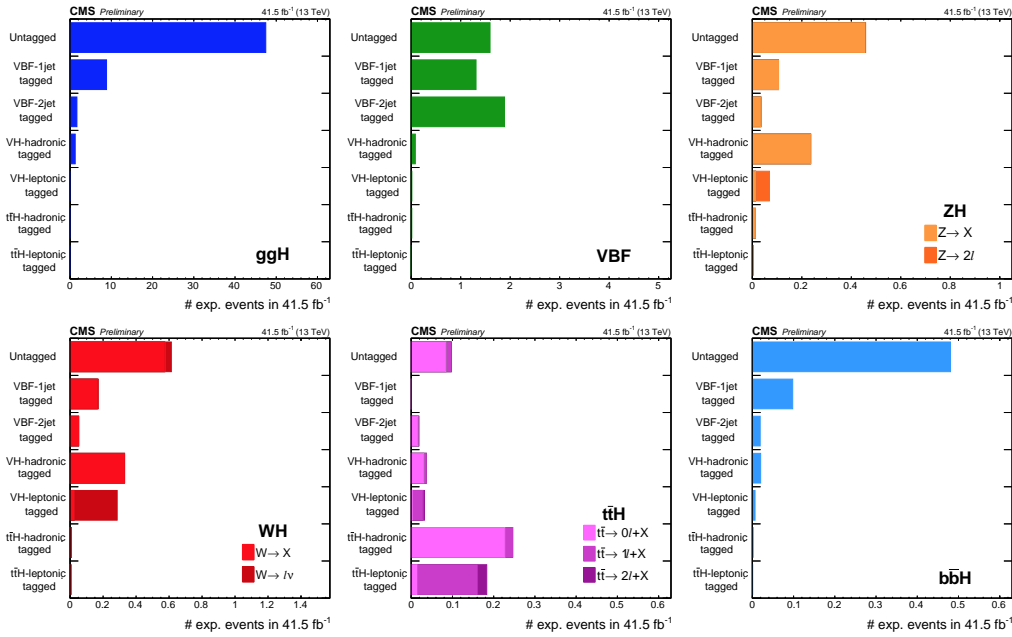 CMS Preliminary 41.5 fb⁻¹ (13 TeV)
Untagged
VBF-1jet
tagged
VBF-2jet
tagged
VH-hadronic
tagged
VH-leptonic
tagged
tt̄H-hadronic
tagged
tt̄H-leptonic
tagged
ggH
0 10 20 30 40 50 60
# exp. events in 41.5 fb⁻¹
CMS Preliminary 41.5 fb⁻¹ (13 TeV)
Untagged
VBF-1jet
tagged
VBF-2jet
tagged
VH-hadronic
tagged
VH-leptonic
tagged
tt̄H-hadronic
tagged
tt̄H-leptonic
tagged
VBF
0 1 2 3 4 5
# exp. events in 41.5 fb⁻¹
CMS Preliminary 41.5 fb⁻¹ (13 TeV)
Untagged
VBF-1jet
tagged
VBF-2jet
tagged
VH-hadronic
tagged
VH-leptonic
tagged
tt̄H-hadronic
tagged
tt̄H-leptonic
tagged
ZH
Z→ X
Z→ 2l
0 0.2 0.4 0.6 0.8 1
# exp. events in 41.5 fb⁻¹
CMS Preliminary 41.5 fb⁻¹ (13 TeV)
Untagged
VBF-1jet
tagged
VBF-2jet
tagged
VH-hadronic
tagged
VH-leptonic
tagged
tt̄H-hadronic
tagged
tt̄H-leptonic
tagged
WH
W→ X
W→ lν
0 0.2 0.4 0.6 0.8 1 1.2 1.4
# exp. events in 41.5 fb⁻¹
CMS Preliminary 41.5 fb⁻¹ (13 TeV)
Untagged
VBF-1jet
tagged
VBF-2jet
tagged
VH-hadronic
tagged
VH-leptonic
tagged
tt̄H-hadronic
tagged
tt̄H-leptonic
tagged
tt̄H
tt̄→ 0l+X
tt̄→ 1l+X
tt̄→ 2l+X
0 0.1 0.2 0.3 0.4 0.5 0.6
# exp. events in 41.5 fb⁻¹
CMS Preliminary 41.5 fb⁻¹ (13 TeV)
Untagged
VBF-1jet
tagged
VBF-2jet
tagged
VH-hadronic
tagged
VH-leptonic
tagged
tt̄H-hadronic
tagged
tt̄H-leptonic
tagged
bb̄H
0 0.1 0.2 0.3 0.4 0.5 0.6
# exp. events in 41.5 fb⁻¹